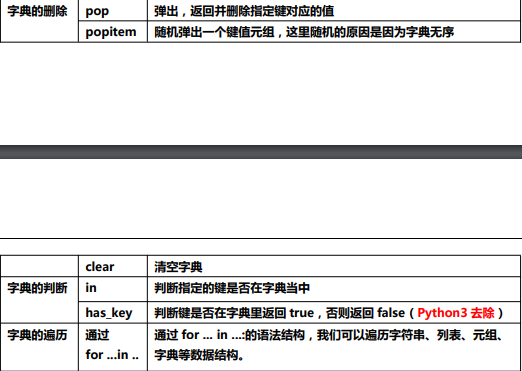 字典的删除 pop 弹出，返回并删除指定键对应的值
popitem 随机弹出一个键值元组，这里随机的原因是因为字典无序
clear 清空字典
字典的判断 in 判断指定的键是否在字典当中
has_key 判断键是否在字典里返回 true，否则返回 false（Python3 去除）
字典的遍历 通过 通过 for ... in ...:的语法结构，我们可以遍历字符串、列表、元组、
for ...in .. 字典等数据结构。